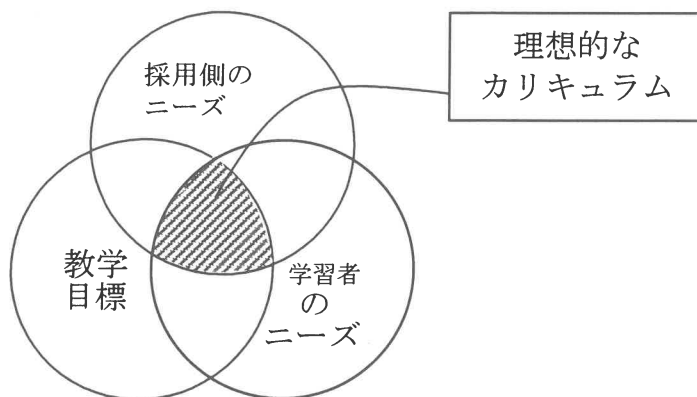 採用側の
ニーズ
理想的な
カリキュラム
教学
目標
学習者
の
ニーズ